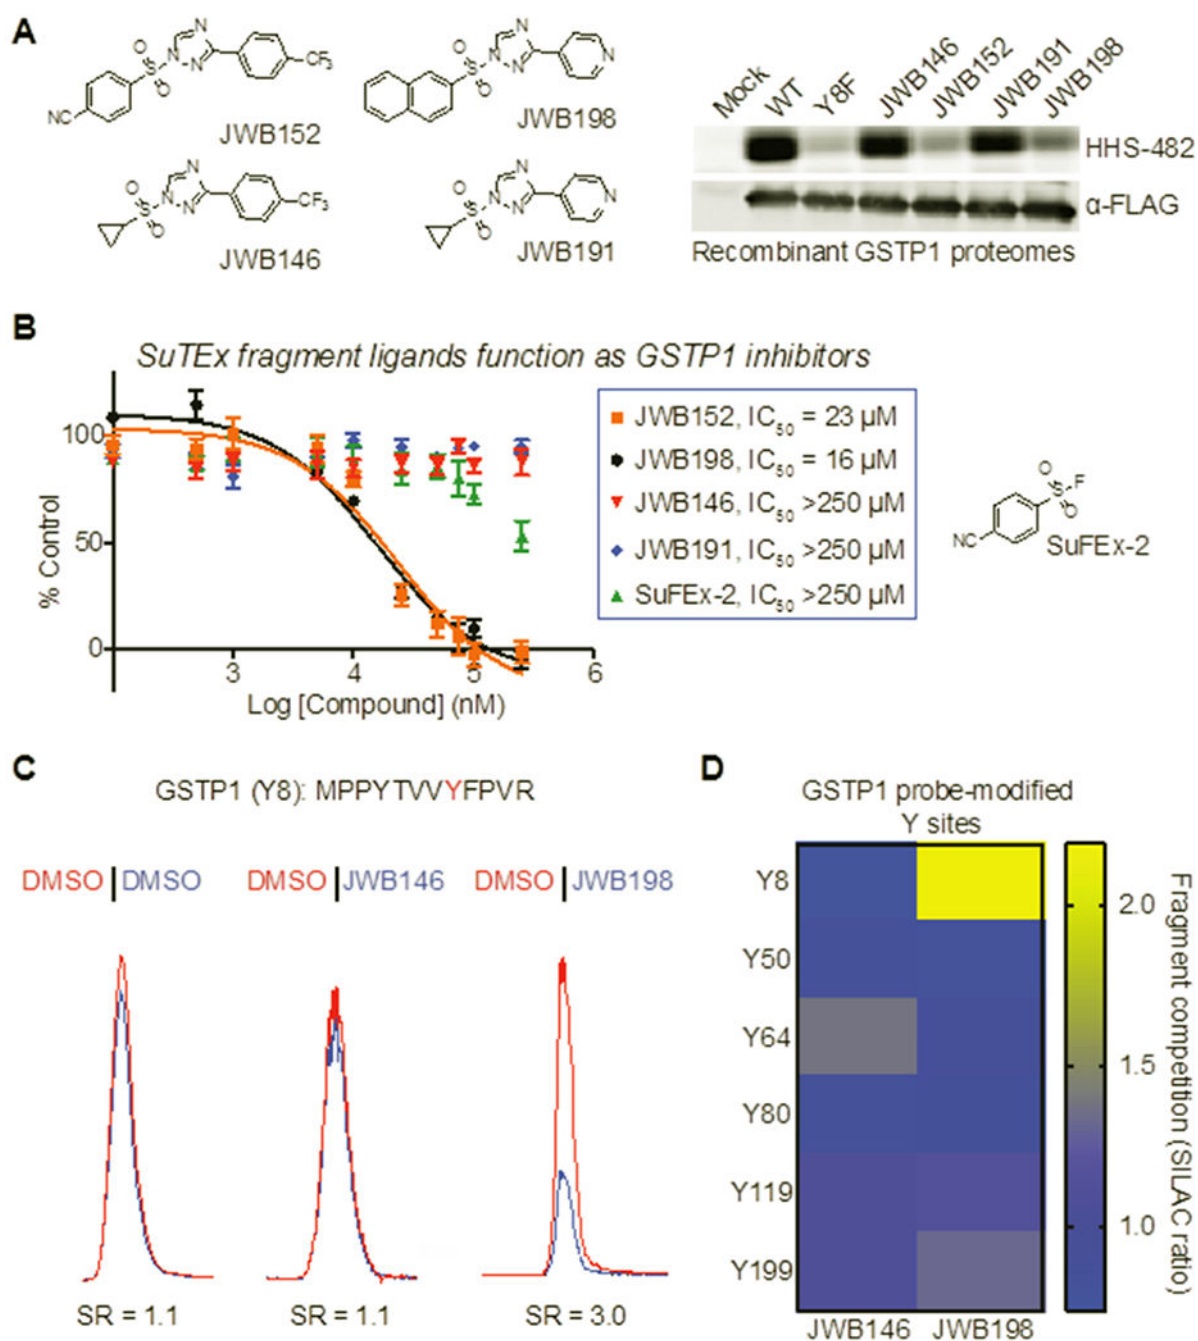 A
NC
O
S
O
N
N
N
CF3
JWB152
O
S
O
N
N
N
N
JWB198
O
S
O
N
N
N
CF3
JWB146
O
S
O
N
N
N
N
JWB191
Mock
WT
Y8F
JWB146
JWB152
JWB191
JWB198
HHS-482
α-FLAG
Recombinant GSTP1 proteomes
B
SuTEx fragment ligands function as GSTP1 inhibitors
% Control
100
50
0
3
4
5
6
Log [Compound] (nM)
JWB152, IC50 = 23 µM
JWB198, IC50 = 16 µM
JWB146, IC50 >250 µM
JWB191, IC50 >250 µM
SuFEx-2, IC50 >250 µM
O
S
F
O
NC
SuFEx-2
C
GSTP1 (Y8): MPPYTVVYFPVR
DMSO | DMSO
DMSO | JWB146
DMSO | JWB198
SR = 1.1
SR = 1.1
SR = 3.0
D
GSTP1 probe-modified
Y sites
Y8
Y50
Y64
Y80
Y119
Y199
JWB146
JWB198
2.0
1.5
1.0
Fragment competition (SILAC ratio)